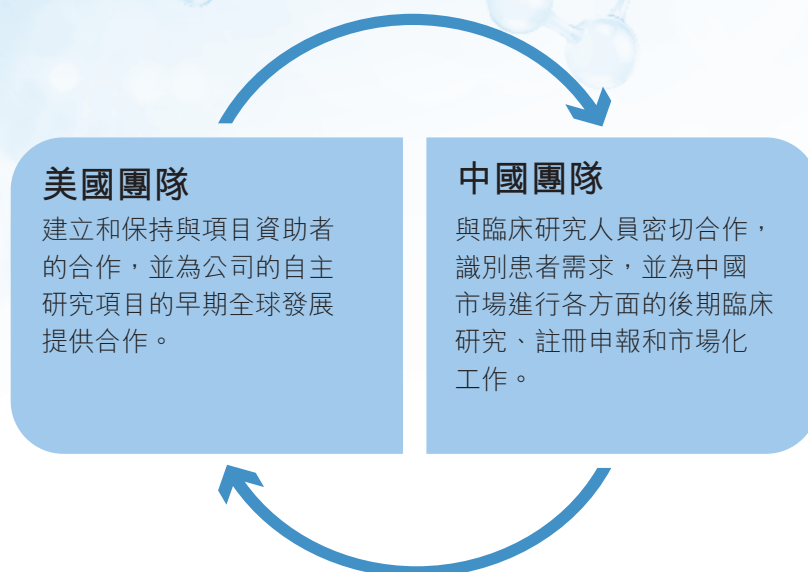 美國團隊
建立和保持與項目資助者
的合作，並為公司的自主
研究項目的早期全球發展
提供合作。
中國團隊
與臨床研究人員密切合作，
識別患者需求，並為中國
市場進行各方面的後期臨床
研究、註冊申報和市場化
工作。